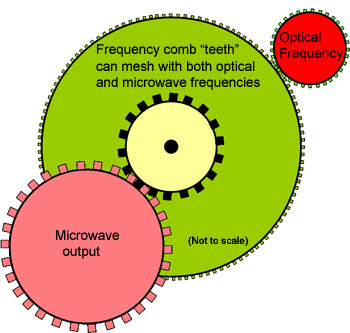 Frequency comb “teeth”
can mesh with both optical
and microwave frequencies
Optical
Frequency
Microwave
output
(Not to scale)